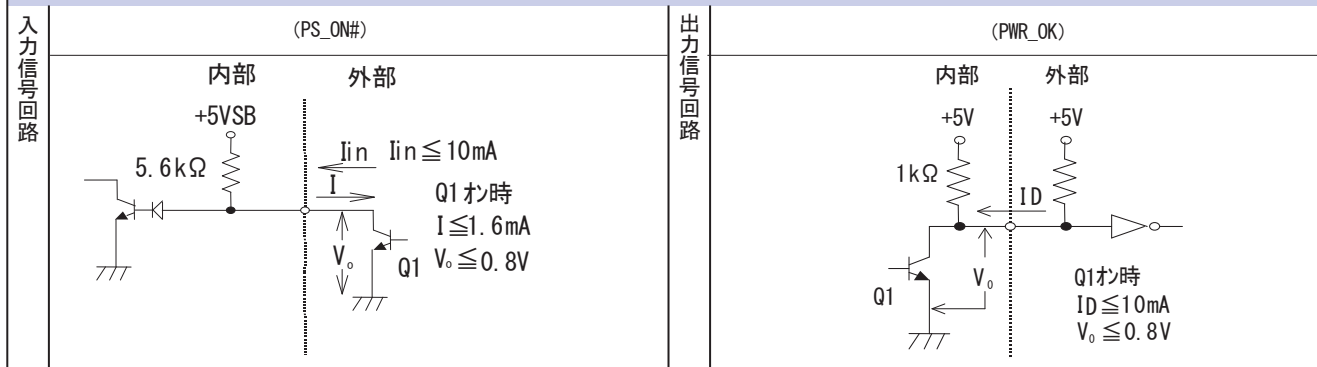 入力信号回路
(PS_ON#)
内部
外部
+5VSB
5.6kΩ
Iin
Iin≦10mA
I
Q1オン時
I≦1.6mA
V₀≦0.8V
V₀
Q1
出力信号回路
(PWR_OK)
内部
外部
+5V
+5V
1kΩ
ID
V₀
Q1
Q1オン時
ID≦10mA
V₀≦0.8V